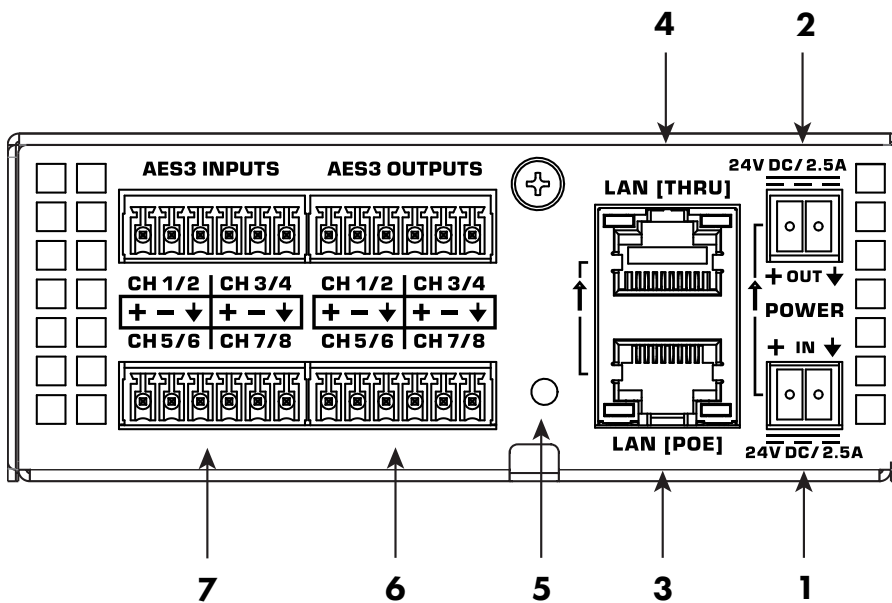 4 2
AES3 INPUTS AES3 OUTPUTS
24V DC/ 2.5A
LAN [THRU]
CH 1/2 CH 3/4 CH 1/2 CH 3/4
+ OUT
+ - + - + - + -
POWER
CH 5/6 CH 7/8 CH 5/6 CH 7/8
+ IN
LAN [POE]
24V DC/ 2.5A
7 6 5 3 1